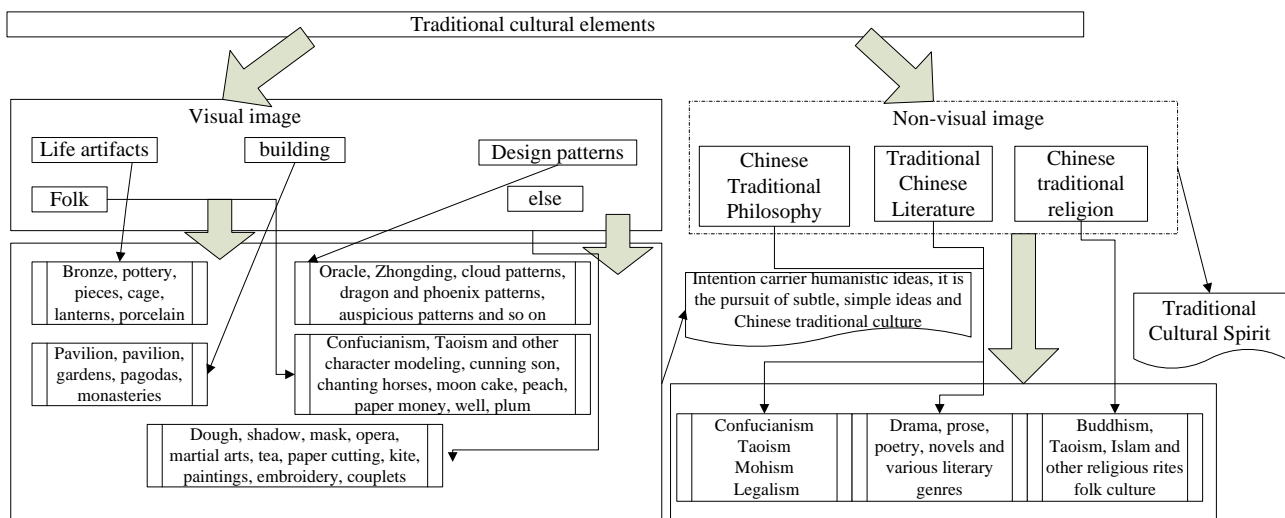 Traditional cultural elements
Visual image
Life artifacts
building
Design patterns
Folk
else
Bronze, pottery,
pieces, cage,
lanterns, porcelain
Oracle, Zhongding, cloud patterns,
dragon and phoenix patterns,
auspicious patterns and so on
Pavilion, pavilion,
gardens, pagodas,
monasteries
Confucianism, Taoism and other
character modeling, cunning son,
chanting horses, moon cake, peach,
paper money, well, plum
Dough, shadow, mask, opera,
martial arts, tea, paper cutting, kite,
paintings, embroidery, couplets
Non-visual image
Chinese
Traditional
Philosophy
Traditional
Chinese
Literature
Chinese
traditional
religion
Intention carrier humanistic ideas, it is
the pursuit of subtle, simple ideas and
Chinese traditional culture
Traditional
Cultural Spirit
Confucianism
Taoism
Mohism
Legalism
Drama, prose,
poetry, novels and
various literary
genres
Buddhism,
Taoism, Islam and
other religious rites
folk culture